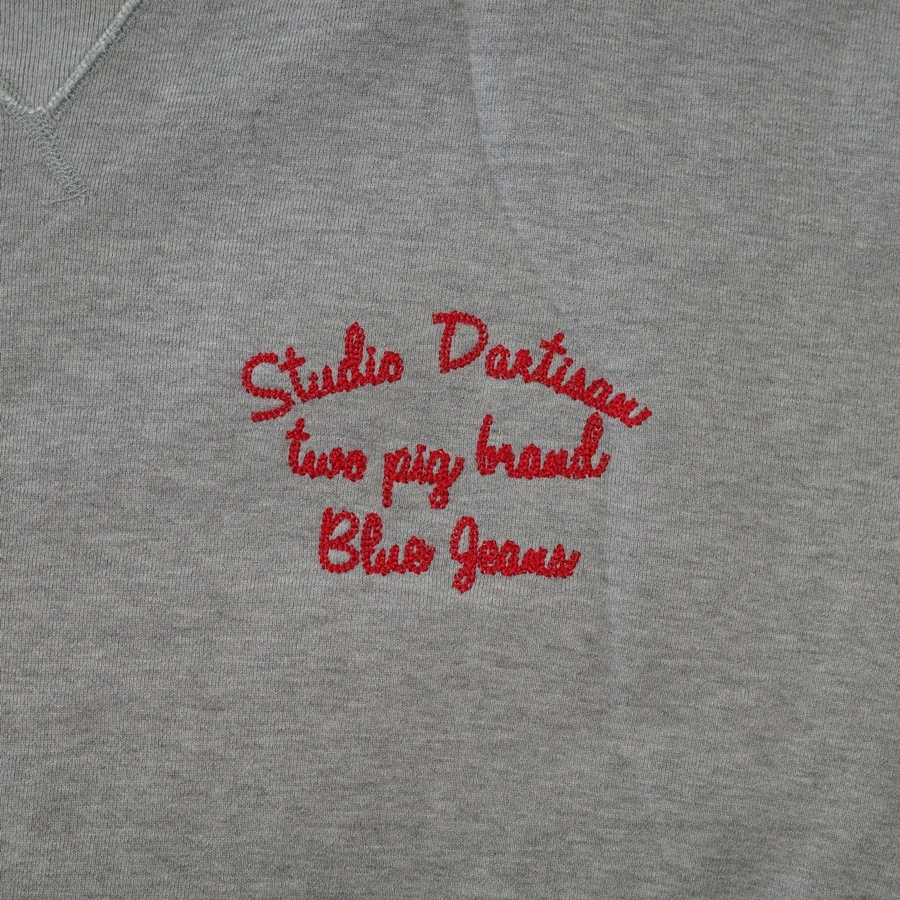 Studio Dartisan
two pig brand
Blue Jeans